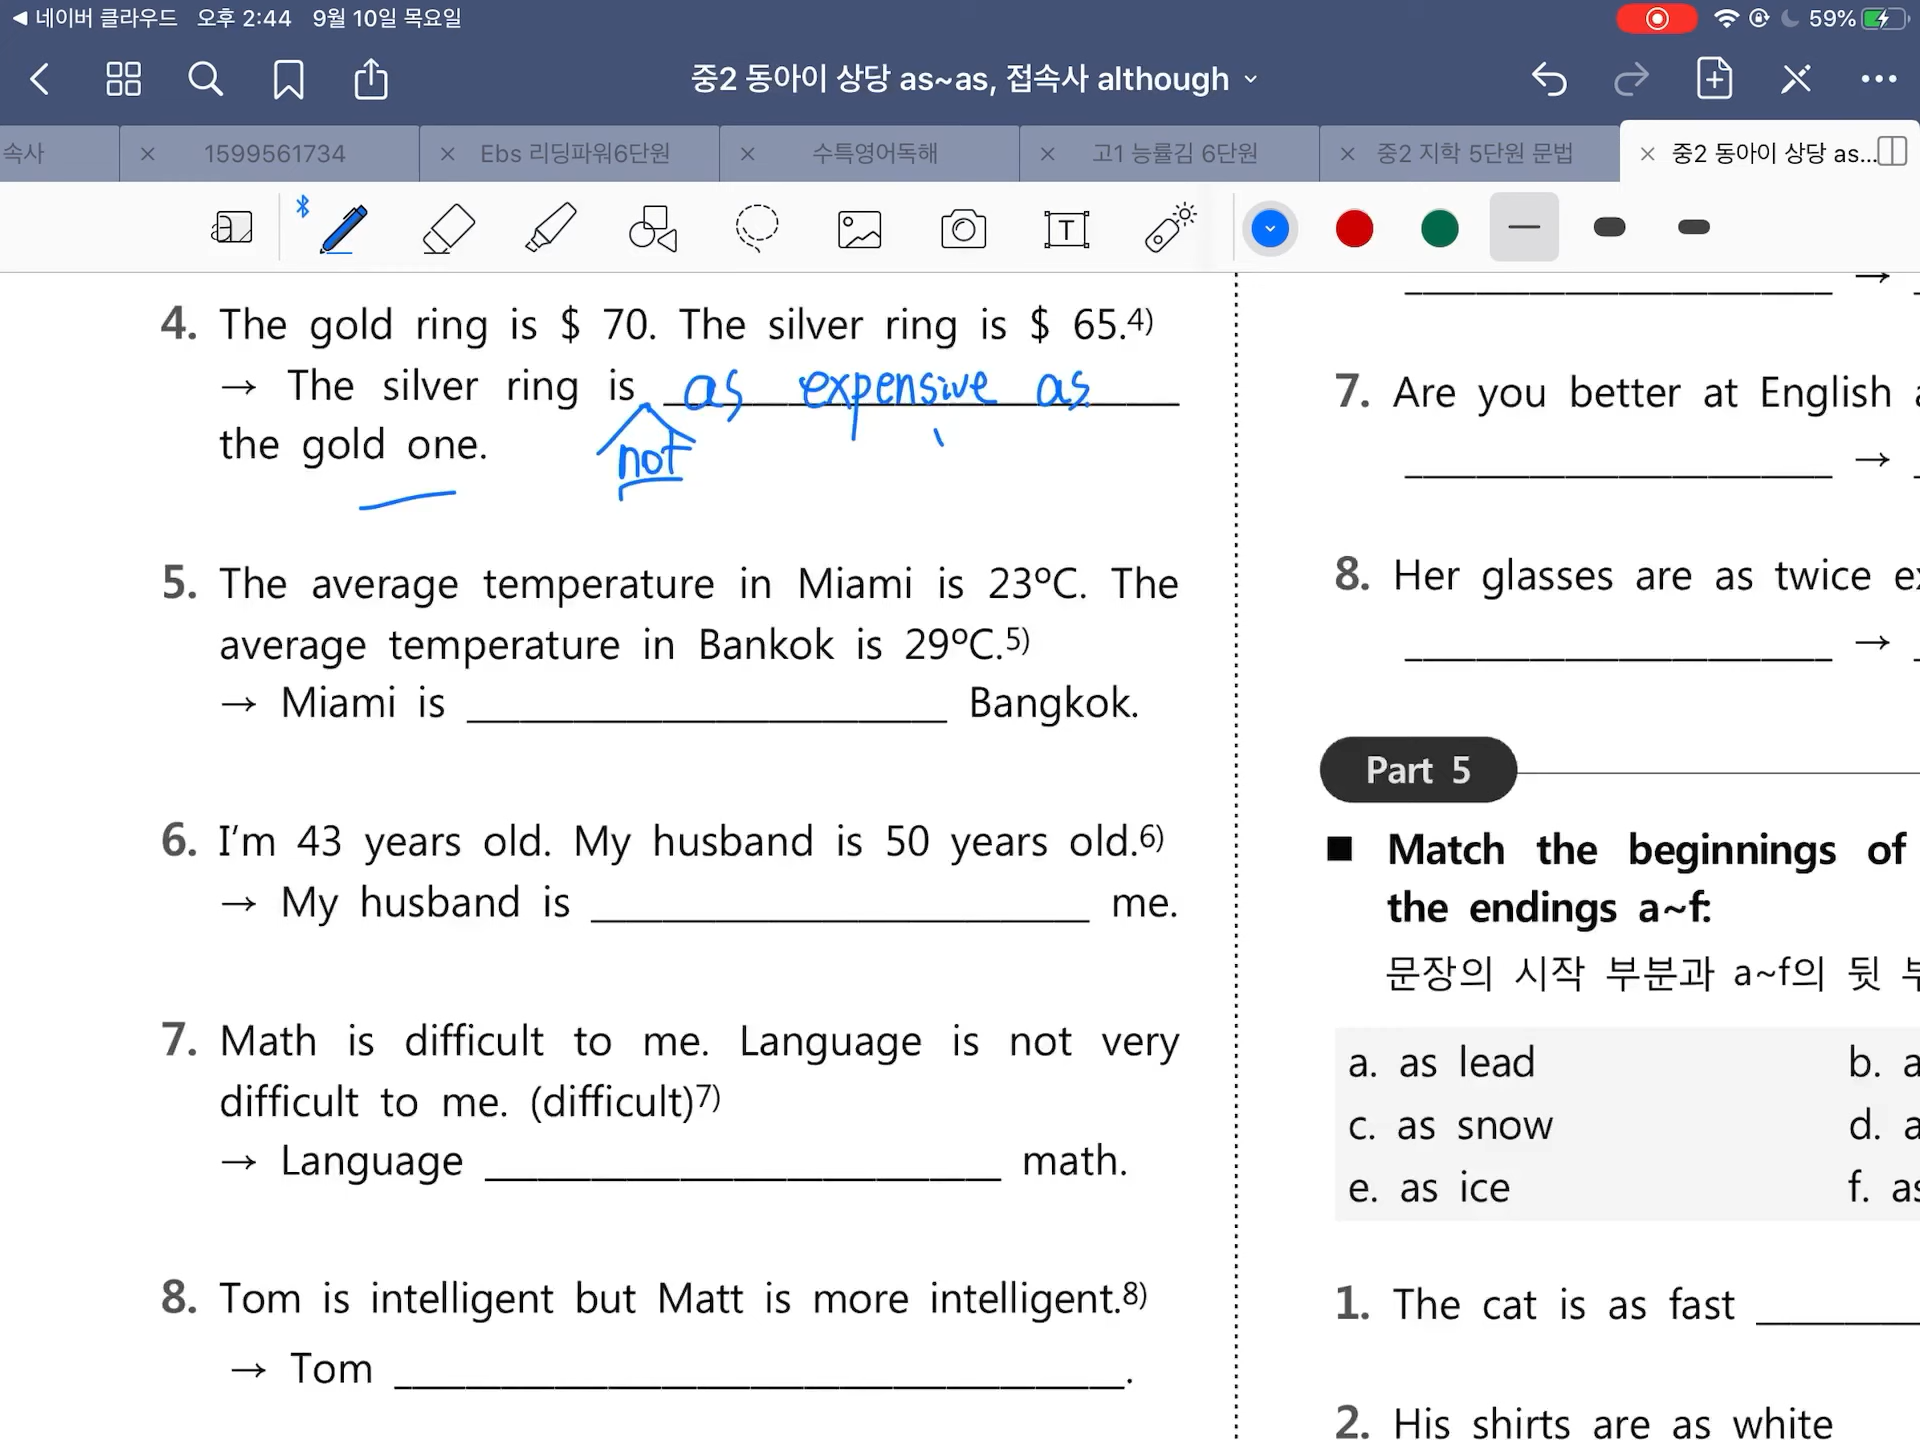 ◀ 네이버 클라우드 오후 2:44 9월 10일 목요일 59%
중2 동아이 상당 as~as, 접속사 although
속사 × 1599561734 × Ebs 리딩파워6단원 × 수특영어독해 × 고1 능률김 6단원 × 중2 지학 5단원 문법 × 중2 동아이 상당 as...
4. The gold ring is $ 70. The silver ring is $ 65.4)
→ The silver ring is as expensive as
not
the gold one.
5. The average temperature in Miami is 23ºC. The
average temperature in Bankok is 29ºC.5)
→ Miami is ____ Bangkok.
6. I'm 43 years old. My husband is 50 years old.6)
→ My husband is ____ me.
7. Math is difficult to me. Language is not very
difficult to me. (difficult)7)
→ Language ____ math.
8. Tom is intelligent but Matt is more intelligent.8)
→ Tom ____.
→
7. Are you better at English
→
8. Her glasses are as twice
→
Part 5
■ Match the beginnings of
the endings a~f:
문장의 시작 부분과 a~f의 뒷
a. as lead b.
c. as snow d.
e. as ice f. as
1. The cat is as fast ____
2. His shirts are as white